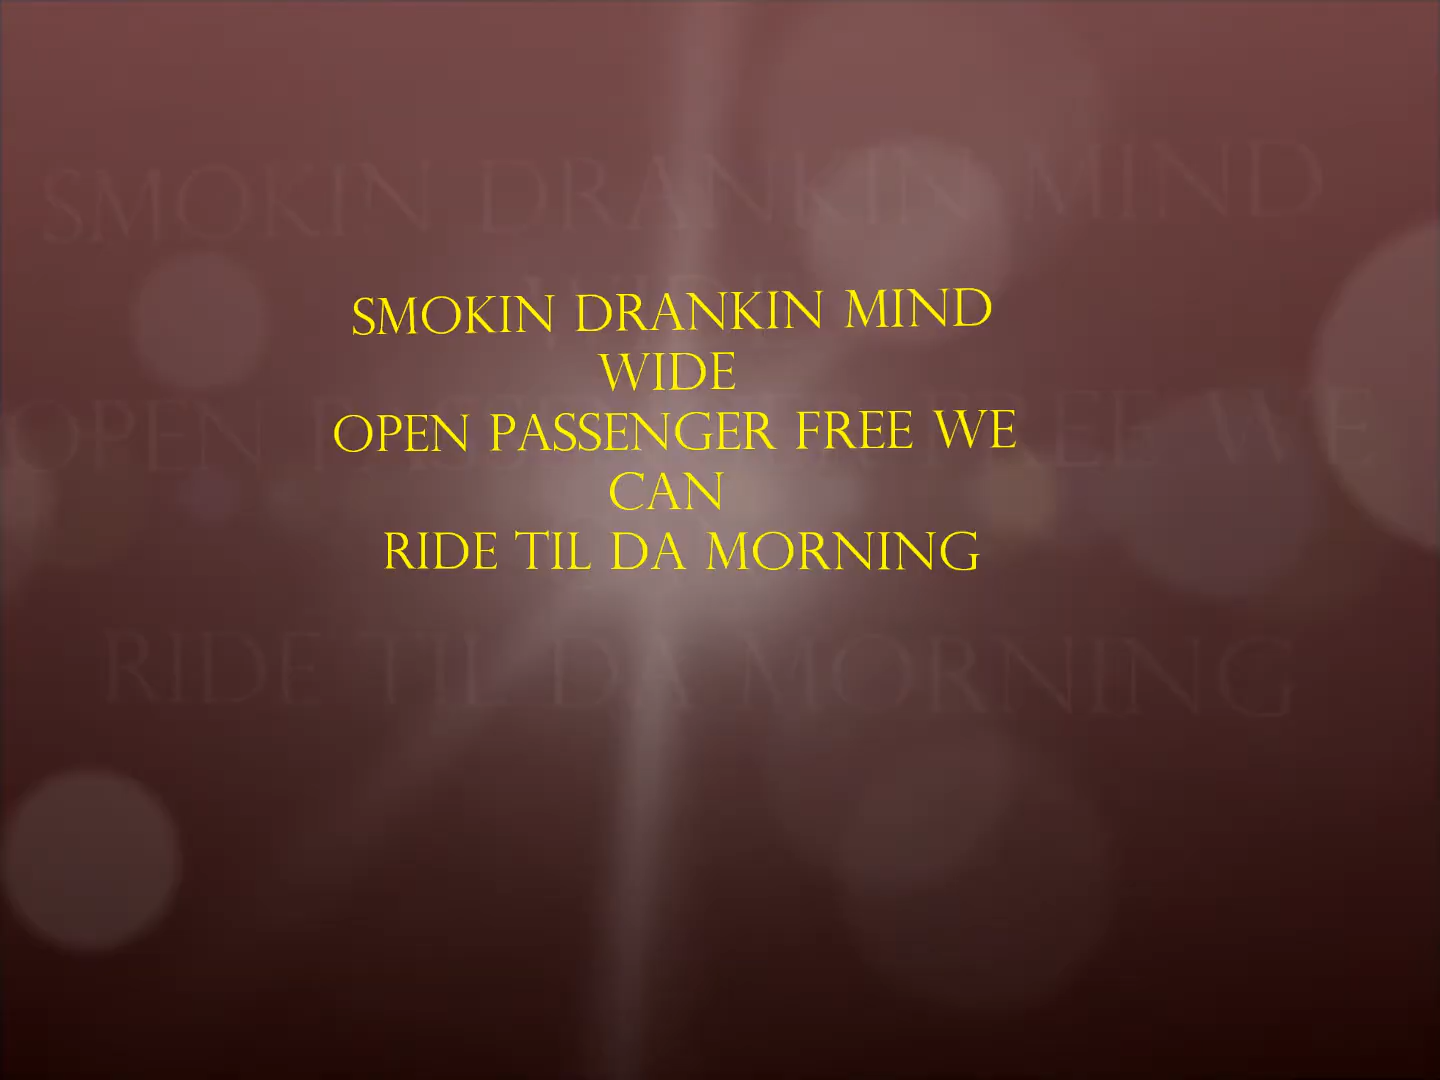 SMOKIN DRANKIN MIND
WIDE
OPEN PASSENGER FREE WE
CAN
RIDE TIL DA MORNING